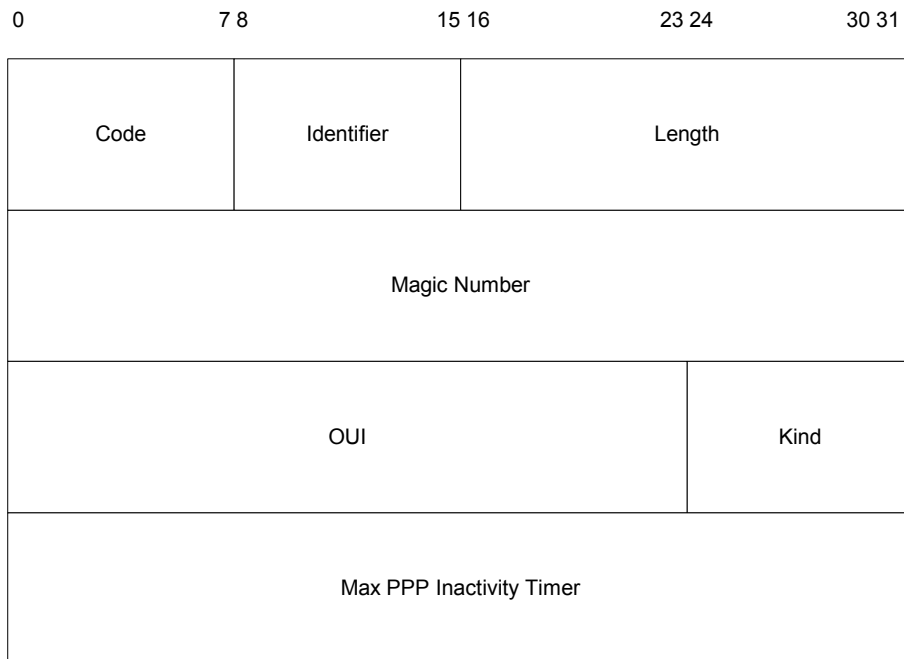 0 7 8 15 16 23 24 30 31
Code Identifier Length
Magic Number
OUI Kind
Max PPP Inactivity Timer